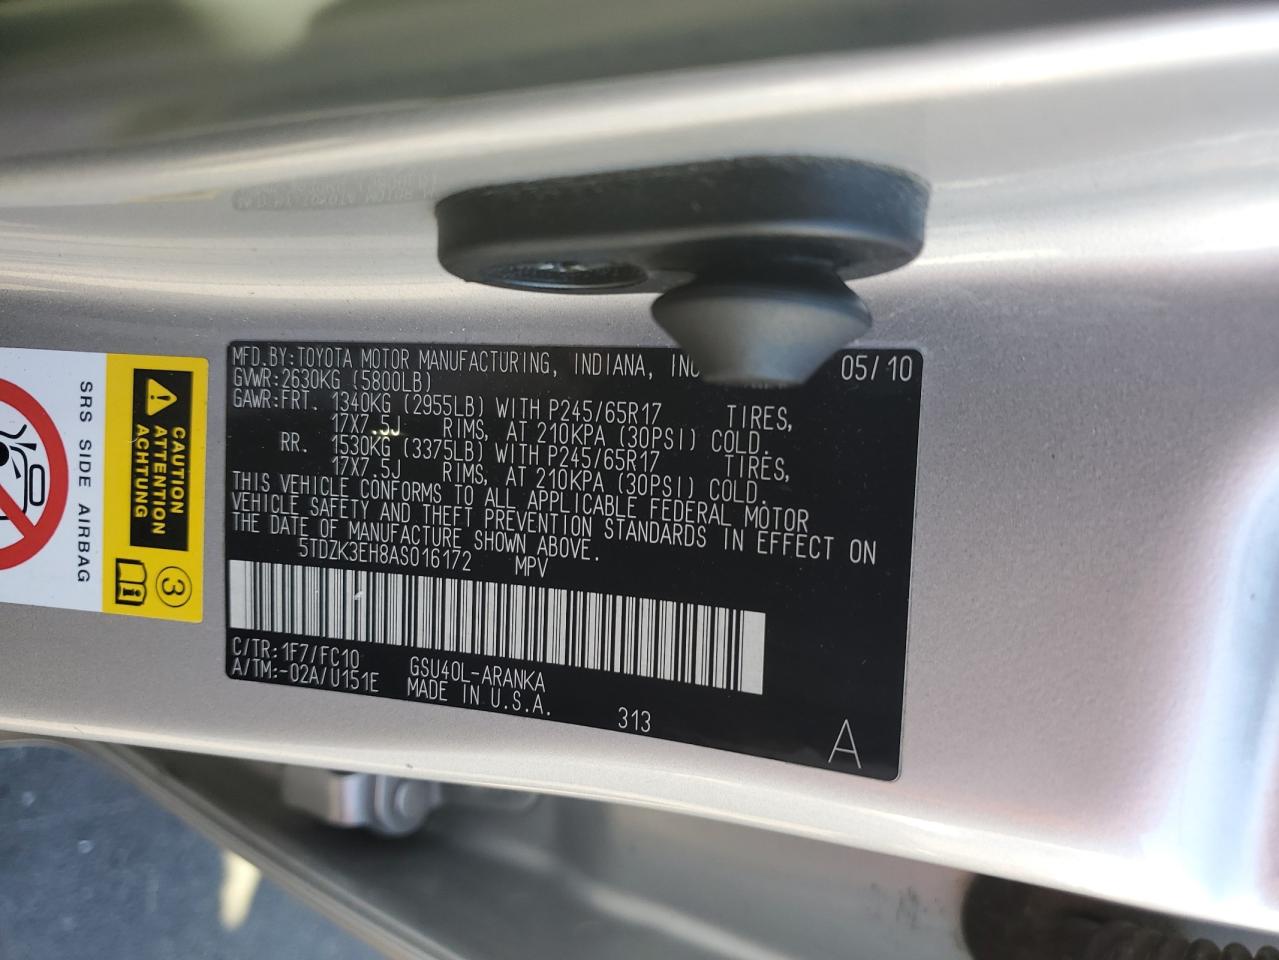 MFD.BY:TOYOTA MOTOR MANUFACTURING, INDIANA, INC 05/10
GVWR:2630KG (5800LB)
GAWR:FRT. 1340KG (2955LB) WITH P245/65R17 TIRES,
17X7.5J RIMS, AT 210KPA (30PSI) COLD.
RR. 1530KG (3375LB) WITH P245/65R17 TIRES,
17X7.5J RIMS, AT 210KPA (30PSI) COLD.
THIS VEHICLE CONFORMS TO ALL APPLICABLE FEDERAL MOTOR
VEHICLE SAFETY AND THEFT PREVENTION STANDARDS IN EFFECT ON
THE DATE OF MANUFACTURE SHOWN ABOVE.
5TDZK3EH8AS016172 MPV
C/TR:1F7/FC10 GSU40L-ARANKA
A/TM:-02A/U151E MADE IN U.S.A.
313
A
CAUTION
ATTENTION
ACHTUNG
3
SRS SIDE AIRBAG